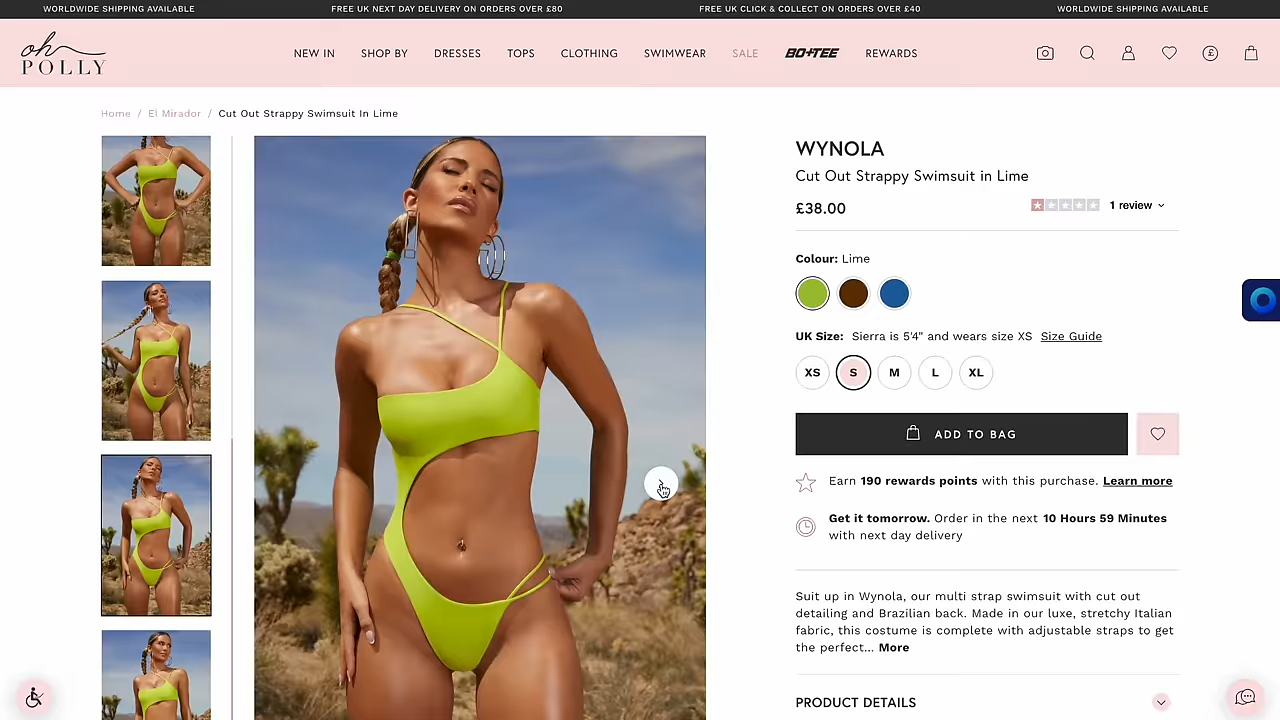 WORLDWIDE SHIPPING AVAILABLE
FREE UK NEXT DAY DELIVERY ON ORDERS OVER £80
FREE UK CLICK & COLLECT ON ORDERS OVER £40
WORLDWIDE SHIPPING AVAILABLE
oh
POLLY
NEW IN
SHOP BY
DRESSES
TOPS
CLOTHING
SWIMWEAR
SALE
BO+TEE
REWARDS
£
Home / El Mirador / Cut Out Strappy Swimsuit In Lime
WYNOLA
Cut Out Strappy Swimsuit in Lime
£38.00
1 review
Colour: Lime
UK Size: Sierra is 5'4" and wears size XS Size Guide
XS S M L XL
ADD TO BAG
Earn 190 rewards points with this purchase. Learn more
Get it tomorrow. Order in the next 10 Hours 59 Minutes
with next day delivery
Suit up in Wynola, our multi strap swimsuit with cut out
detailing and Brazilian back. Made in our luxe, stretchy Italian
fabric, this costume is complete with adjustable straps to get
the perfect... More
PRODUCT DETAILS